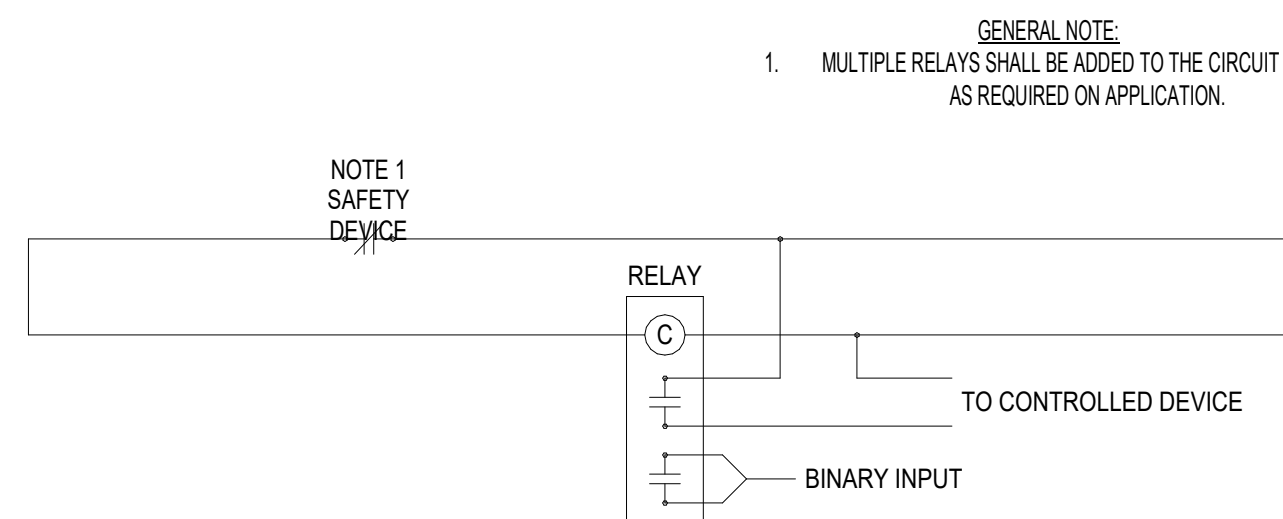 GENERAL NOTE:
1. MULTIPLE RELAYS SHALL BE ADDED TO THE CIRCUIT
AS REQUIRED ON APPLICATION.
NOTE 1
SAFETY
DEVICE
RELAY
C
TO CONTROLLED DEVICE
BINARY INPUT